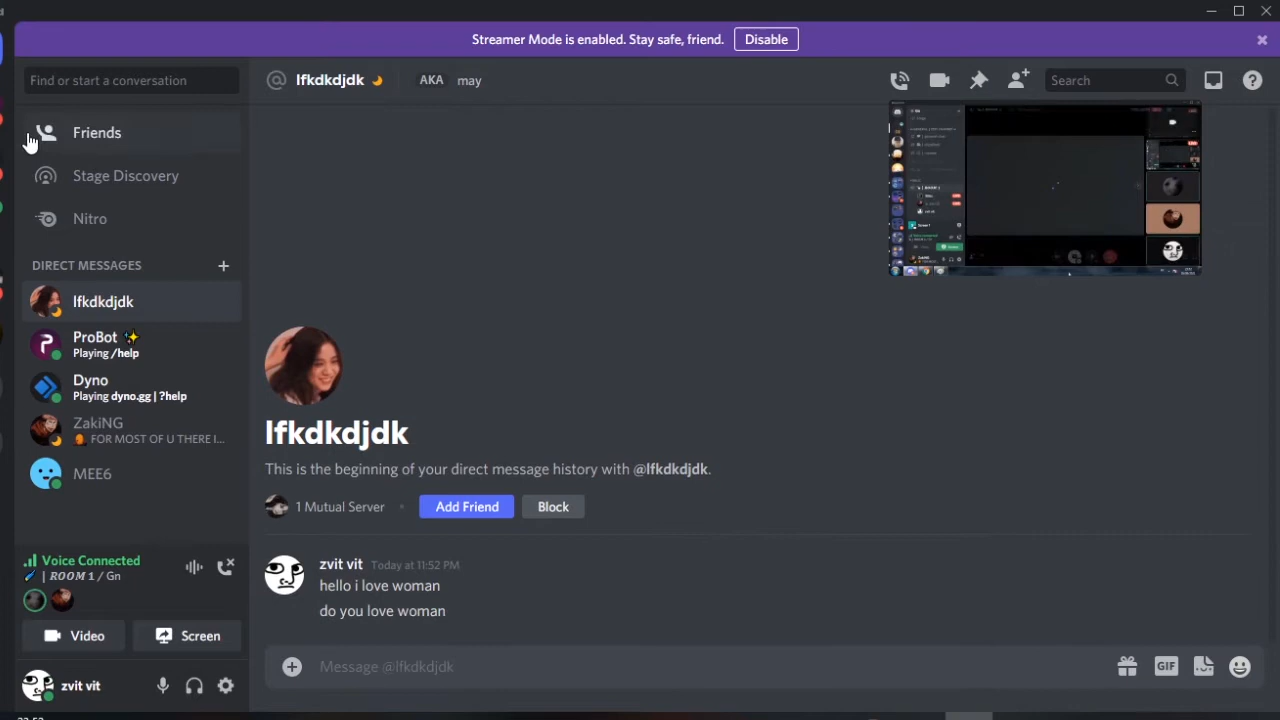 Streamer Mode is enabled. Stay safe, friend. Disable
Find or start a conversation
lfkdkdjdk
AKA may
Search
Friends
Stage Discovery
Nitro
DIRECT MESSAGES
lfkdkdjdk
ProBot ✨
Playing /help
Dyno
Playing dyno.gg | ?help
ZakiNG
FOR MOST OF U THERE I...
MEE6
lfkdkdjdk
This is the beginning of your direct message history with @lfkdkdjdk.
1 Mutual Server
Add Friend
Block
zvit vit Today at 11:52 PM
hello i love woman
do you love woman
Voice Connected
| ROOM 1 / Gn
Video
Screen
zvit vit
Message @lfkdkdjdk
GIF